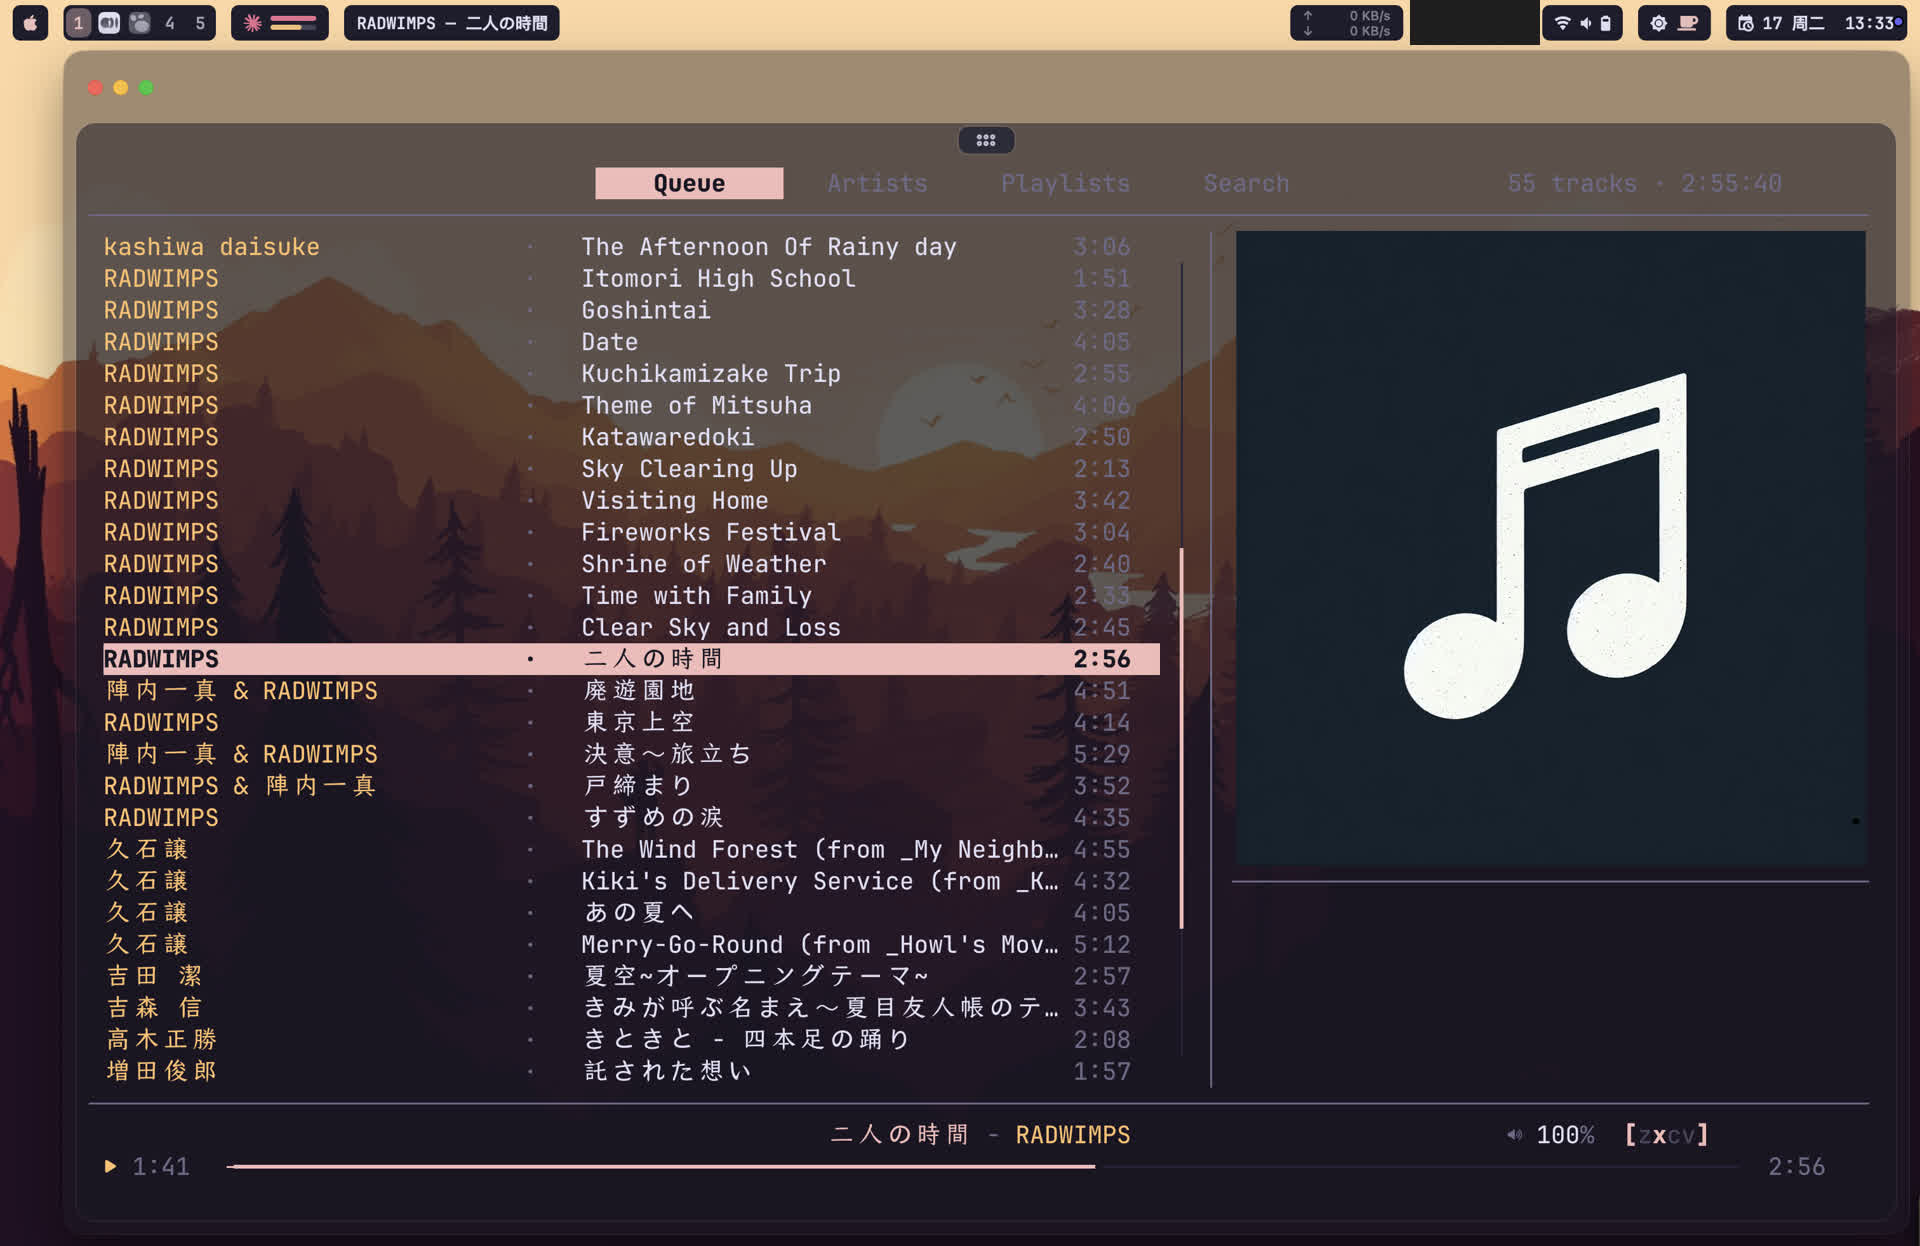 1 4 5 RADWIMPS – 二人の時間 ↑ 0 KB/s ↓ 0 KB/s 17 周二 13:33
Queue Artists Playlists Search 55 tracks · 2:55:40
kashiwa daisuke · The Afternoon Of Rainy day 3:06
RADWIMPS · Itomori High School 1:51
RADWIMPS · Goshintai 3:28
RADWIMPS · Date 4:05
RADWIMPS · Kuchikamizake Trip 2:55
RADWIMPS · Theme of Mitsuha 4:06
RADWIMPS · Katawaredoki 2:50
RADWIMPS · Sky Clearing Up 2:13
RADWIMPS · Visiting Home 3:42
RADWIMPS · Fireworks Festival 3:04
RADWIMPS · Shrine of Weather 2:40
RADWIMPS · Time with Family 2:33
RADWIMPS · Clear Sky and Loss 2:45
RADWIMPS · 二人の時間 2:56
陣内一真 & RADWIMPS · 廃遊園地 4:51
RADWIMPS · 東京上空 4:14
陣内一真 & RADWIMPS · 決意～旅立ち 5:29
RADWIMPS & 陣内一真 · 戸締まり 3:52
RADWIMPS · すずめの涙 4:35
久石譲 · The Wind Forest (from _My Neighb… 4:55
久石譲 · Kiki's Delivery Service (from _K… 4:32
久石譲 · あの夏へ 4:05
久石譲 · Merry-Go-Round (from _Howl's Mov… 5:12
吉田 潔 · 夏空~オープニングテーマ~ 2:57
吉森 信 · きみが呼ぶ名まえ～夏目友人帳のテ… 3:43
高木正勝 · きときと - 四本足の踊り 2:08
増田俊郎 · 託された想い 1:57
二人の時間 - RADWIMPS 100% [zxcv]
1:41 2:56